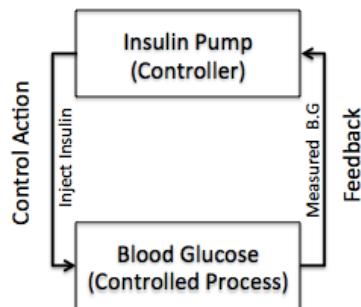 Insulin Pump
(Controller)
Control Action
Inject Insulin
Measured B.G
Feedback
Blood Glucose
(Controlled Process)